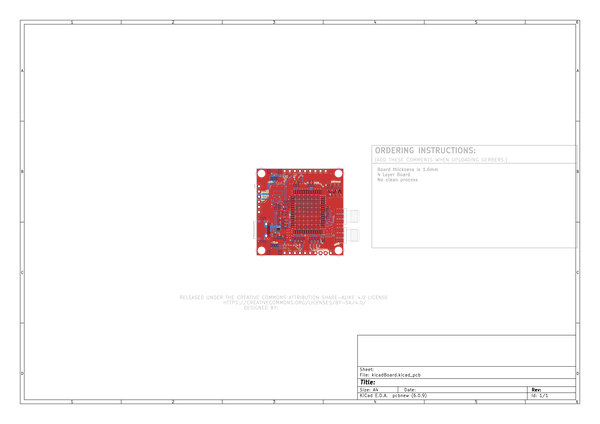 1 2 3 4 5 6
A A
ORDERING INSTRUCTIONS:
(ADD THESE COMMENTS WHEN UPLOADING GERBERS.)
Board thickness is 1.6mm
4 Layer Board
No clean process
B B
C C
RELEASED UNDER THE CREATIVE COMMONS ATTRIBUTION SHARE-ALIKE 4.0 LICENSE
HTTPS://CREATIVECOMMONS.ORG/LICENSES/BY-SA/4.0/
DESIGNED BY:
Sheet:
File: kicadBoard.kicad_pcb
D D
Title:
Size: A4 Date: Rev:
KiCad E.D.A. pcbnew (6.0.9) Id: 1/1
1 2 3 4 5 6